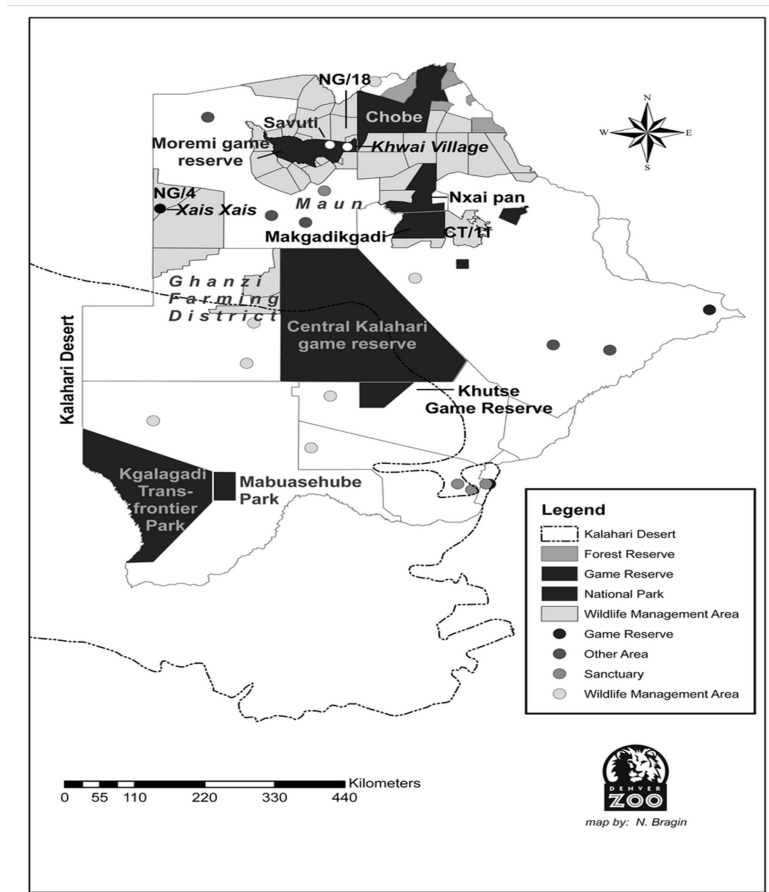 NG/18
Chobe
Savuti
Moremi game
reserve
Khwai Village
N
W
E
S
NG/4
Xais Xais
Maun
Nxai pan
Makgadikgadi
CT/11
Ghanzi
Farming
District
Central Kalahari
game reserve
Kalahari Desert
Khutse
Game Reserve
Kgalagadi
Trans-
frontier
Park
Mabuasehube
Park
Legend
Kalahari Desert
Forest Reserve
Game Reserve
National Park
Wildlife Management Area
Game Reserve
Other Area
Sanctuary
Wildlife Management Area
Kilometers
0 55 110 220 330 440
DENVER
ZOO
map by: N. Bragin